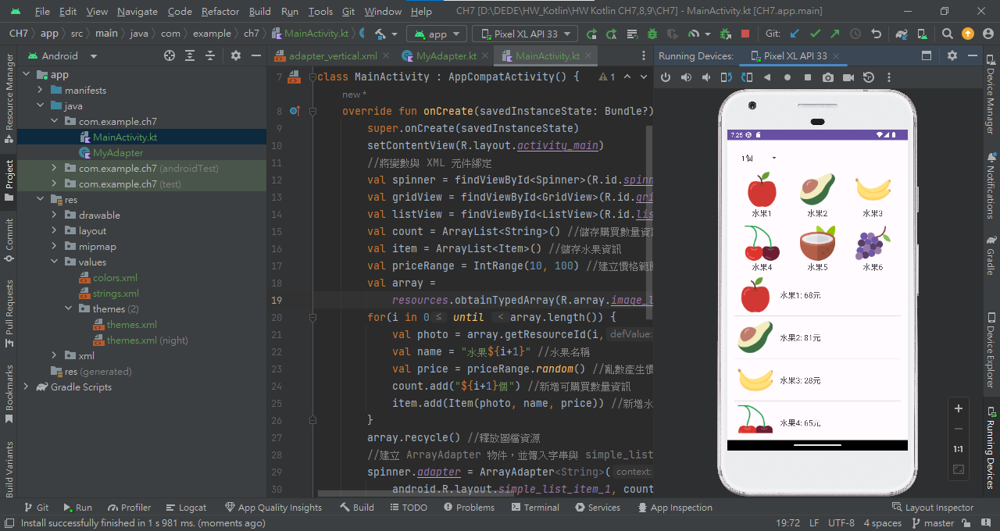 File Edit View Navigate Code Refactor Build Run Tools Git Window Help CH7 [D:\DEDE\HW_Kotlin\HW Kotlin CH7,8,9\CH7] - MainActivity.kt [CH7.app.main]
CH7 app src main java com example ch7 MainActivity.kt app Pixel XL API 33 Git:
Android
adapter_vertical.xml MyAdapter.kt MainActivity.kt
Running Devices: Pixel XL API 33
Resource Manager
Project
Commit
Pull Requests
Bookmarks
Build Variants
app
manifests
java
com.example.ch7
MainActivity.kt
MyAdapter
com.example.ch7 (androidTest)
com.example.ch7 (test)
res
drawable
layout
mipmap
values
colors.xml
strings.xml
themes (2)
themes.xml
themes.xml (night)
xml
res (generated)
Gradle Scripts
7 class MainActivity : AppCompatActivity() { 1
new *
8 override fun onCreate(savedInstanceState: Bundle?)
9 super.onCreate(savedInstanceState)
10 setContentView(R.layout.activity_main)
11 //將變數與 XML 元件綁定
12 val spinner = findViewById<Spinner>(R.id.spinn
13 val gridView = findViewById<GridView>(R.id.gri
14 val listView = findViewById<ListView>(R.id.lis
15 val count = ArrayList<String>() //儲存購買數量資訊
16 val item = ArrayList<Item>() //儲存水果資訊
17 val priceRange = IntRange(10, 100) //建立價格範圍
18 val array =
19 resources.obtainTypedArray(R.array.image_l
20 for(i in 0 ≤ until < array.length()) {
21 val photo = array.getResourceId(i, defValue:
22 val name = "水果${i+1}" //水果名稱
23 val price = priceRange.random() //亂數產生價
24 count.add("${i+1}個") //新增可購買數量資訊
25 item.add(Item(photo, name, price)) //新增水
26 }
27 array.recycle() //釋放圖檔資源
28 //建立 ArrayAdapter 物件，並傳入字串與 simple_list
29 spinner.adapter = ArrayAdapter<String>( context:
30 android.R.layout.simple_list_item_1, count
7:25
1個
水果1 水果2 水果3
水果4 水果5 水果6
水果1: 68元
水果2: 81元
水果3: 28元
水果4: 65元
1:1
Device Manager
Notifications
Gradle
Device Explorer
Running Devices
Git Run Profiler Logcat App Quality Insights Build TODO Problems Terminal Services App Inspection Layout Inspector
Install successfully finished in 1 s 981 ms. (moments ago) 19:72 LF UTF-8 4 spaces master